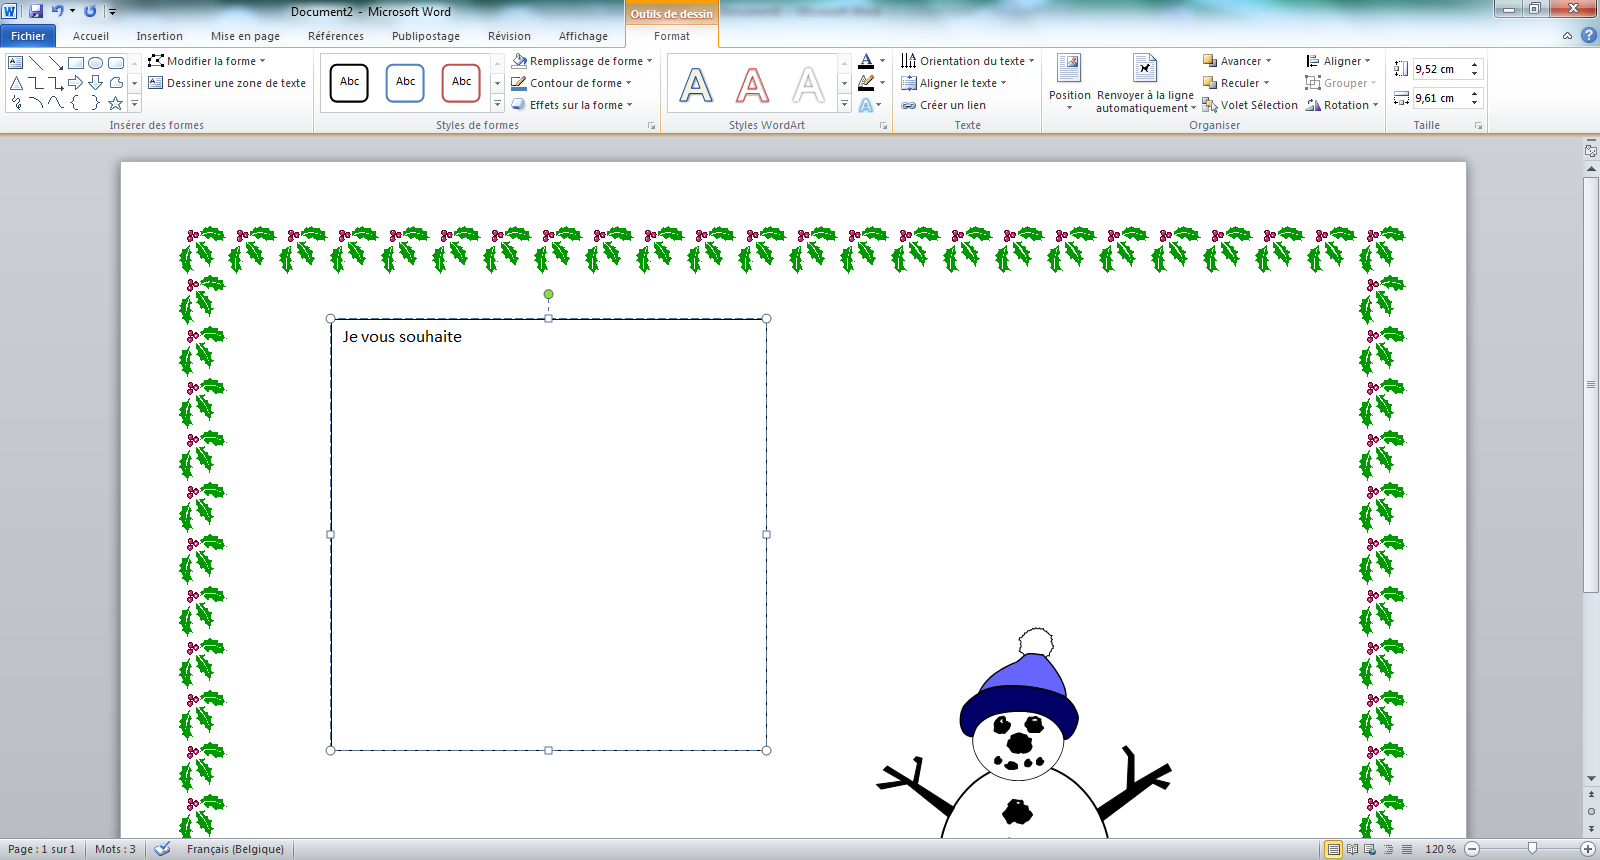 Document2 - Microsoft Word
Outils de dessin
Fichier Accueil Insertion Mise en page Références Publipostage Révision Affichage Format
Modifier la forme
Dessiner une zone de texte
Insérer des formes
Abc Abc Abc
Remplissage de forme
Contour de forme
Effets sur la forme
Styles de formes
A A A
Styles WordArt
Orientation du texte
Aligner le texte
Créer un lien
Texte
Position
Renvoyer à la ligne
automatiquement
Avancer
Reculer
Volet Sélection
Aligner
Grouper
Rotation
Organiser
9,52 cm
9,61 cm
Taille
Je vous souhaite
Page : 1 sur 1 Mots : 3 Français (Belgique) 120 %